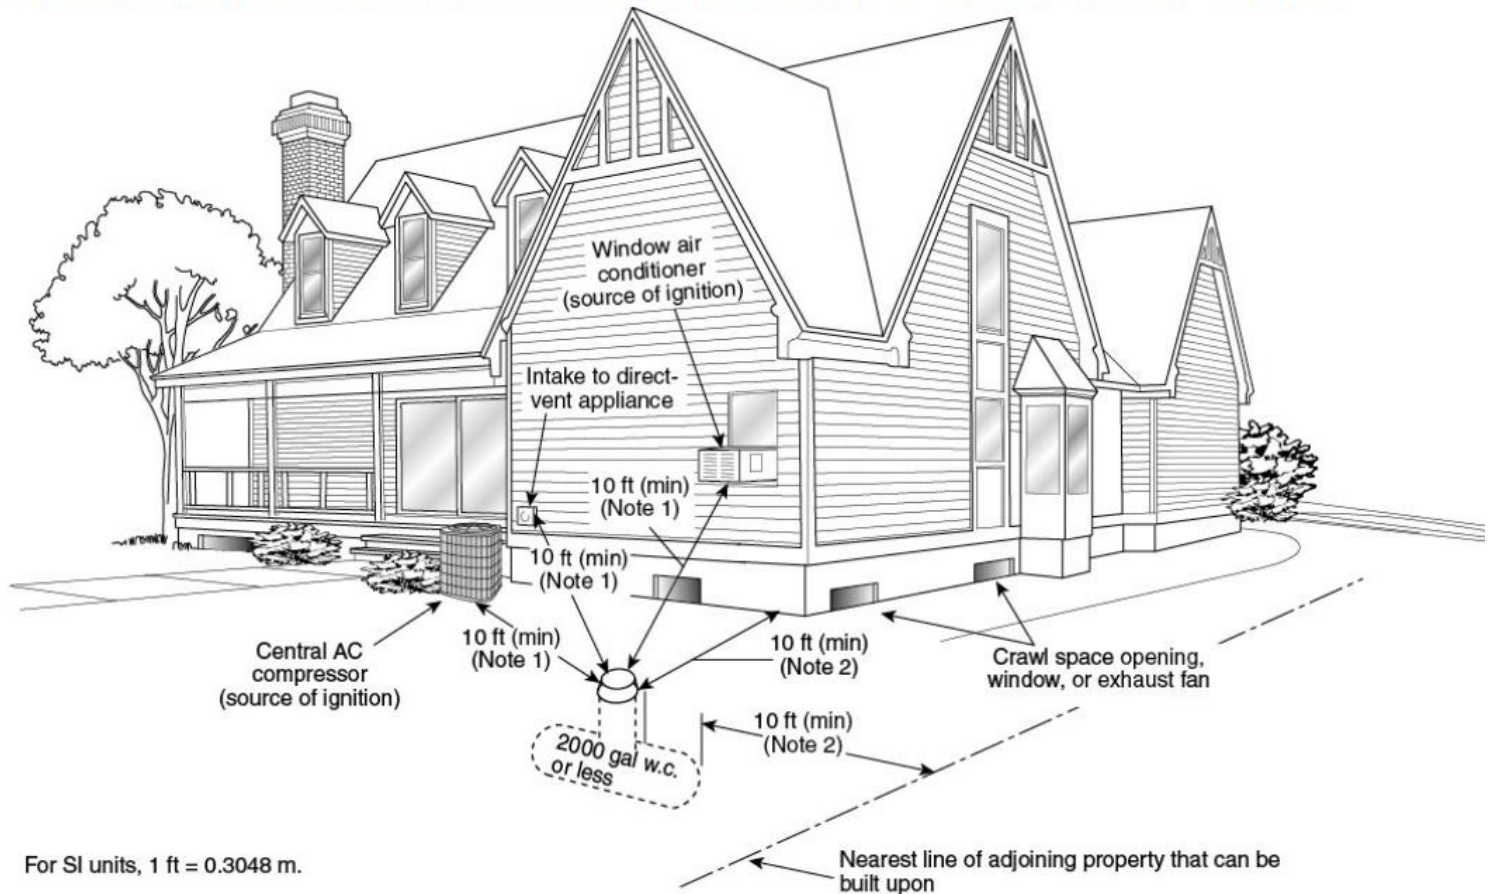 Window air
conditioner
(source of ignition)
Intake to direct-
vent appliance
10 ft (min)
(Note 1)
10 ft (min)
(Note 1)
10 ft (min)
(Note 1)
10 ft (min)
(Note 2)
Central AC
compressor
(source of ignition)
Crawl space opening,
window, or exhaust fan
10 ft (min)
(Note 2)
2000 gal w.c.
or less
For SI units, 1 ft = 0.3048 m.
Nearest line of adjoining property that can be
built upon